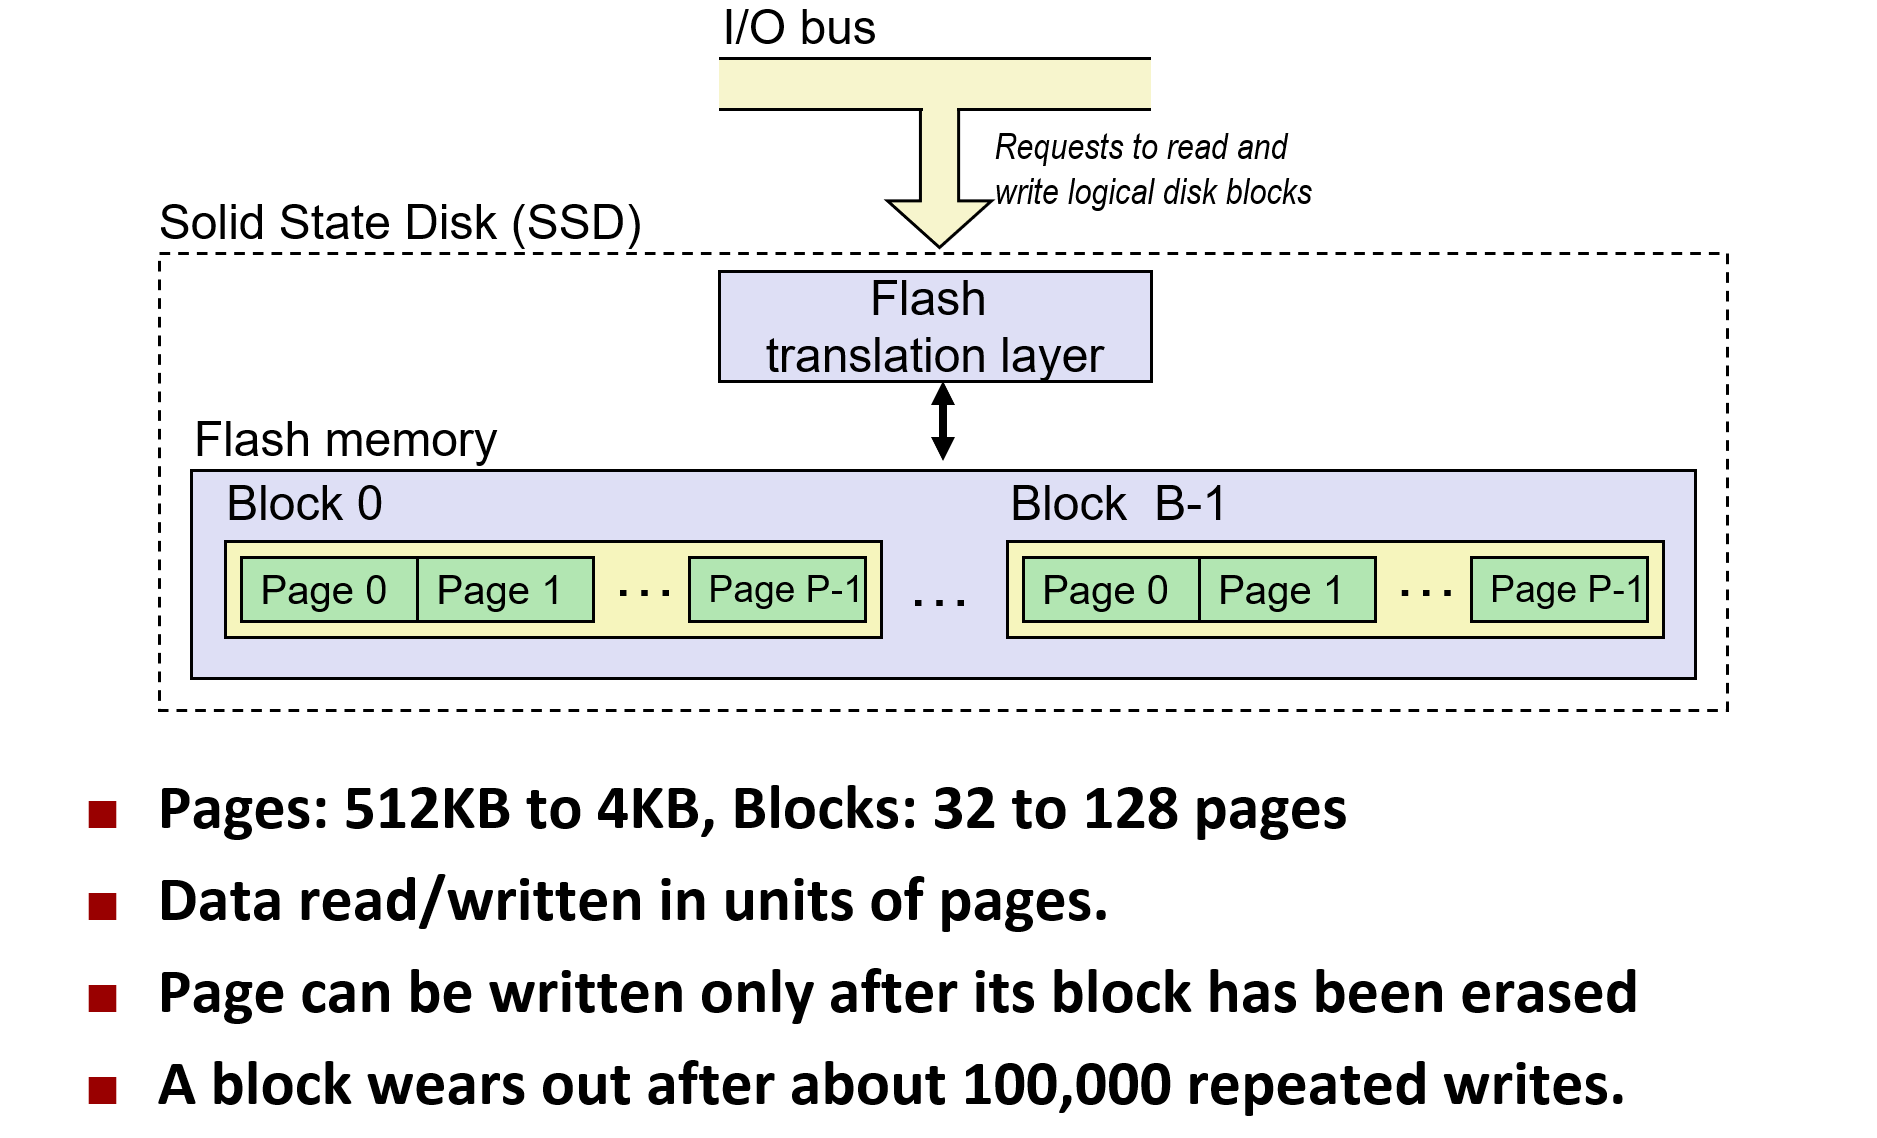 I/O bus
Requests to read and
write logical disk blocks
Solid State Disk (SSD)
Flash
translation layer
Flash memory
Block 0
Block B-1
Page 0 Page 1 ... Page P-1 ... Page 0 Page 1 ... Page P-1
Pages: 512KB to 4KB, Blocks: 32 to 128 pages
Data read/written in units of pages.
Page can be written only after its block has been erased
A block wears out after about 100,000 repeated writes.